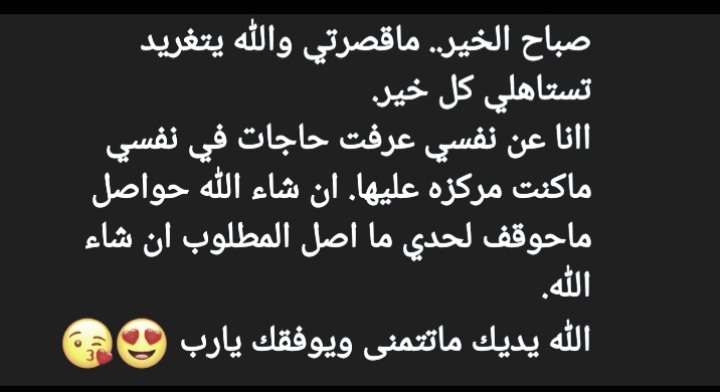 صباح الخير.. ماقصرتي والله يتغريد
تستاهلي كل خير.
اانا عن نفسي عرفت حاجات في نفسي
ماكنت مركزه عليها. ان شاء الله حواصل
ماحوقف لحدي ما اصل المطلوب ان شاء
الله.
الله يديك ماتتمنى ويوفقك يارب 😍😘